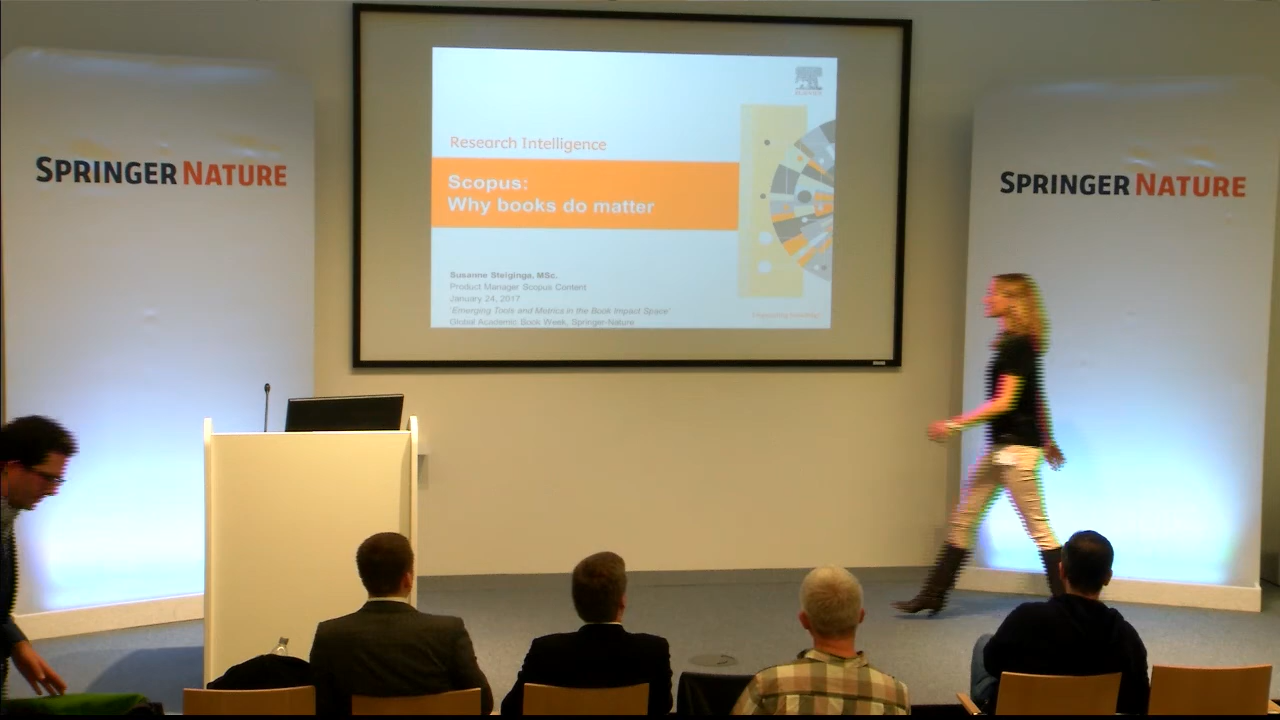 SPRINGER NATURE
ELSEVIER
Research Intelligence
Scopus:
Why books do matter
Susanne Steiginga, MSc.
Product Manager Scopus Content
January 24, 2017
'Emerging Tools and Metrics in the Book Impact Space'
Global Academic Book Week, Springer-Nature
SPRINGER NATURE